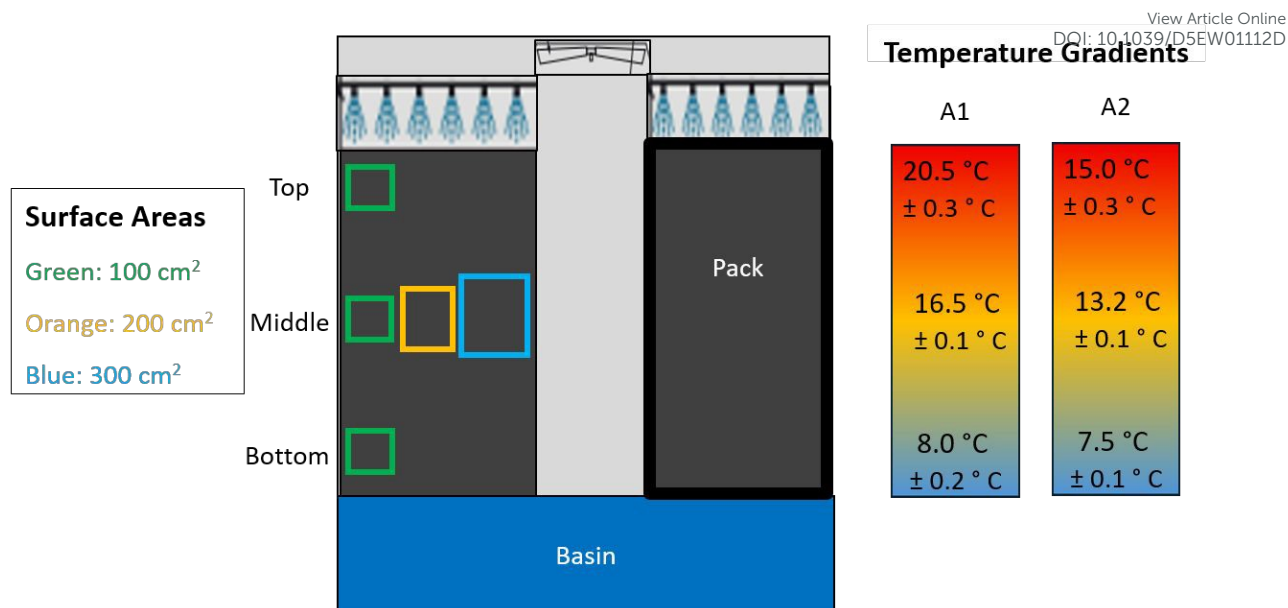 View Article Online
DOI: 10.1039/D5EW01112D
Temperature Gradients
A1
A2
Surface Areas
Green: 100 cm²
Orange: 200 cm²
Blue: 300 cm²
Top
Middle
Bottom
Pack
Basin
20.5 °C
± 0.3 ° C
16.5 °C
± 0.1 ° C
8.0 °C
± 0.2 ° C
15.0 °C
± 0.3 ° C
13.2 °C
± 0.1 ° C
7.5 °C
± 0.1 ° C